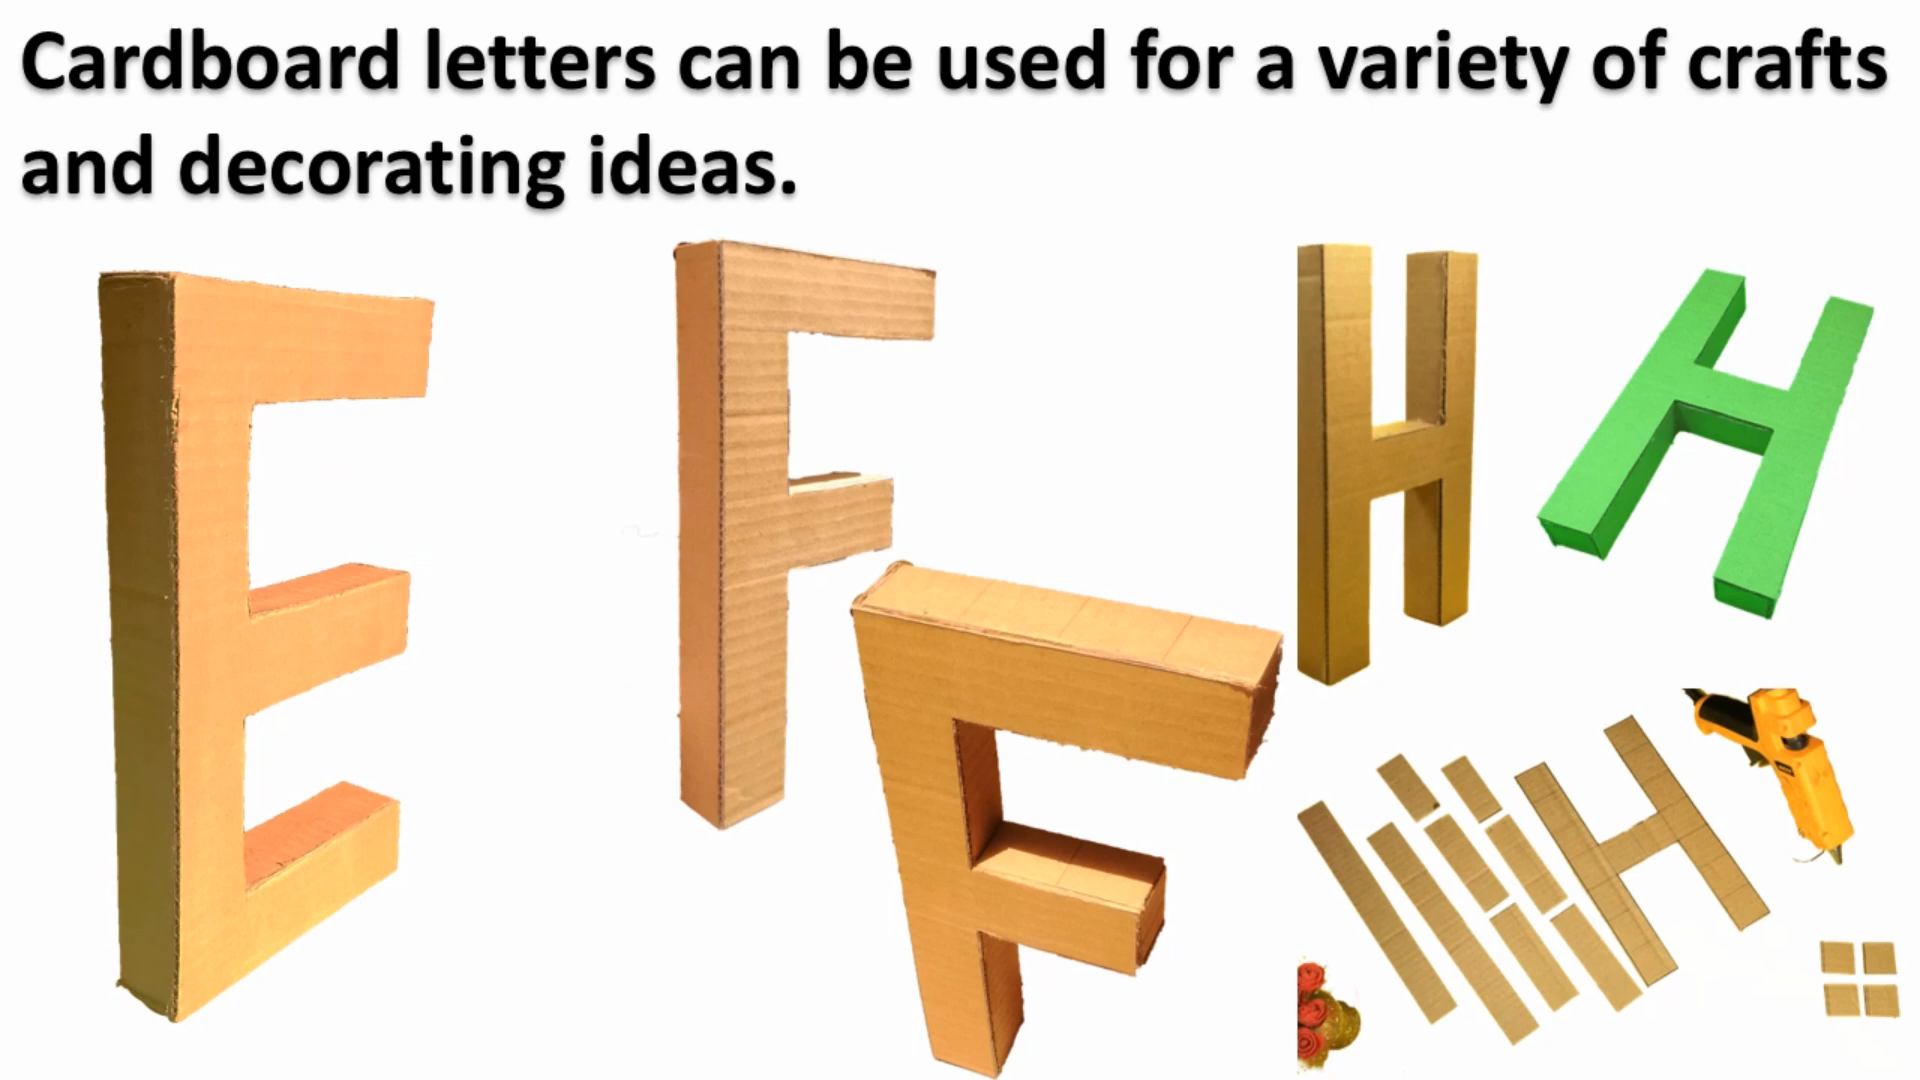 Cardboard letters can be used for a variety of crafts
and decorating ideas.
E
F
F
H
H
H